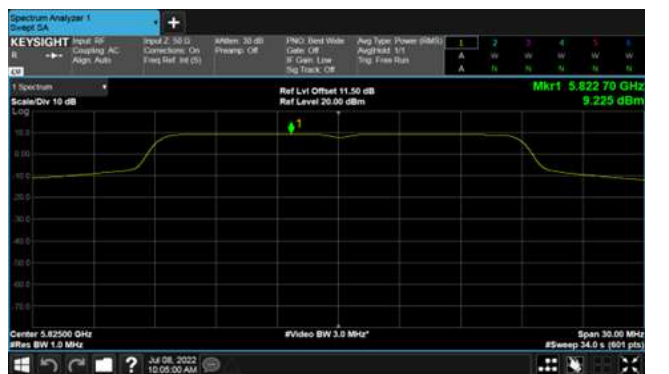 Spectrum Analyzer 1
Swept SA
+
KEYSIGHT
R
Input: RF
Coupling: AC
Align: Auto
Input Z: 50 Ω
Corrections: On
Freq Ref: Int (S)
#Atten: 30 dB
Preamp: Off
PNO: Best Wide
Gate: Off
IF Gain: Low
Sig Track: Off
Avg Type: Power (RMS)
Avg|Hold: 1/1
Trig: Free Run
1 2 3 4 5 6
A W W W W W
A N N N N N
1 Spectrum
Scale/Div 10 dB
Log
Ref Lvl Offset 11.50 dB
Ref Level 20.00 dBm
Mkr1 5.822 70 GHz
9.225 dBm
1
10.0
0.00
-10.0
-20.0
-30.0
-40.0
-50.0
-60.0
-70.0
Center 5.82500 GHz
#Res BW 1.0 MHz
#Video BW 3.0 MHz*
Span 30.00 MHz
#Sweep 34.0 s (601 pts)
?
Jul 08, 2022
10:05:00 AM